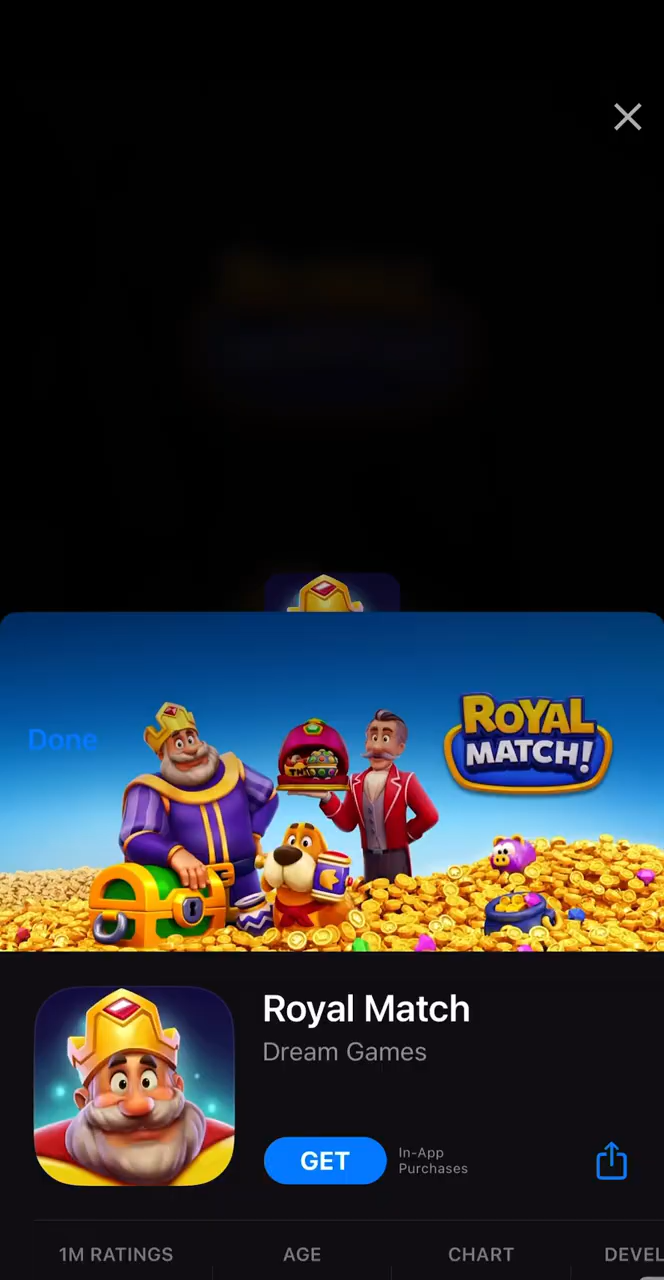 ROYAL
MATCH!
Done
Royal Match
Dream Games
GET
In-App
Purchases
1M RATINGS
AGE
CHART
DEVEL